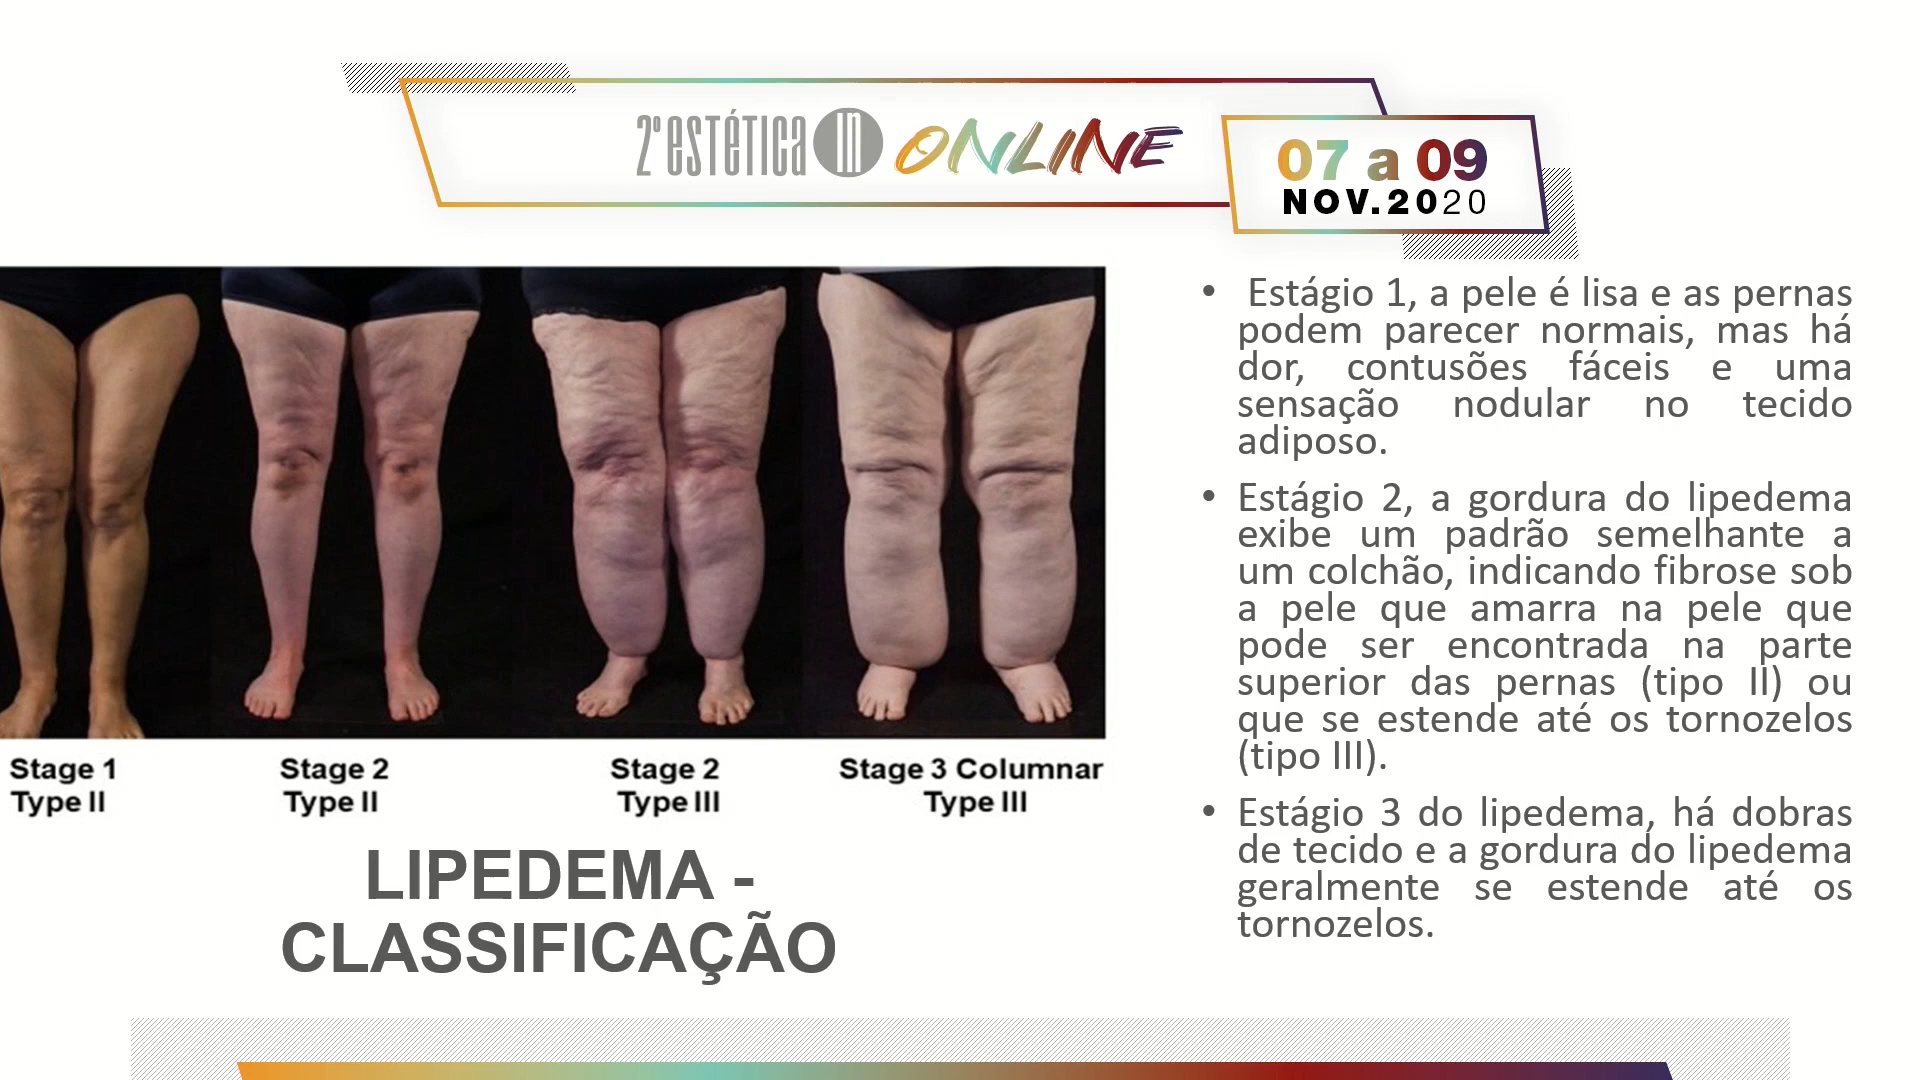 2º estética in ONLINE
07 a 09
NOV.2020
• Estágio 1, a pele é lisa e as pernas
podem parecer normais, mas há
dor, contusões fáceis e uma
sensação nodular no tecido
adiposo.
• Estágio 2, a gordura do lipedema
exibe um padrão semelhante a
um colchão, indicando fibrose sob
a pele que amarra na pele que
pode ser encontrada na parte
superior das pernas (tipo II) ou
que se estende até os tornozelos
(tipo III).
• Estágio 3 do lipedema, há dobras
de tecido e a gordura do lipedema
geralmente se estende até os
tornozelos.
Stage 1
Type II
Stage 2
Type II
Stage 2
Type III
Stage 3 Columnar
Type III
LIPEDEMA -
CLASSIFICAÇÃO